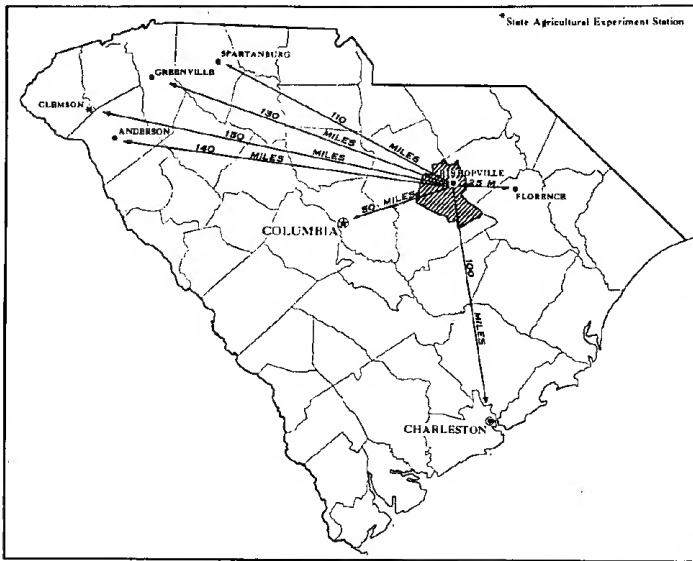 *State Agricultural Experiment Station
SPARTANBURG
GREENVILLE
CLEMSON
ANDERSON
110 MILES
130 MILES
150 MILES
140 MILES
BISHOPVILLE
25 M
FLORENCE
50 MILES
COLUMBIA
100 MILES
CHARLESTON